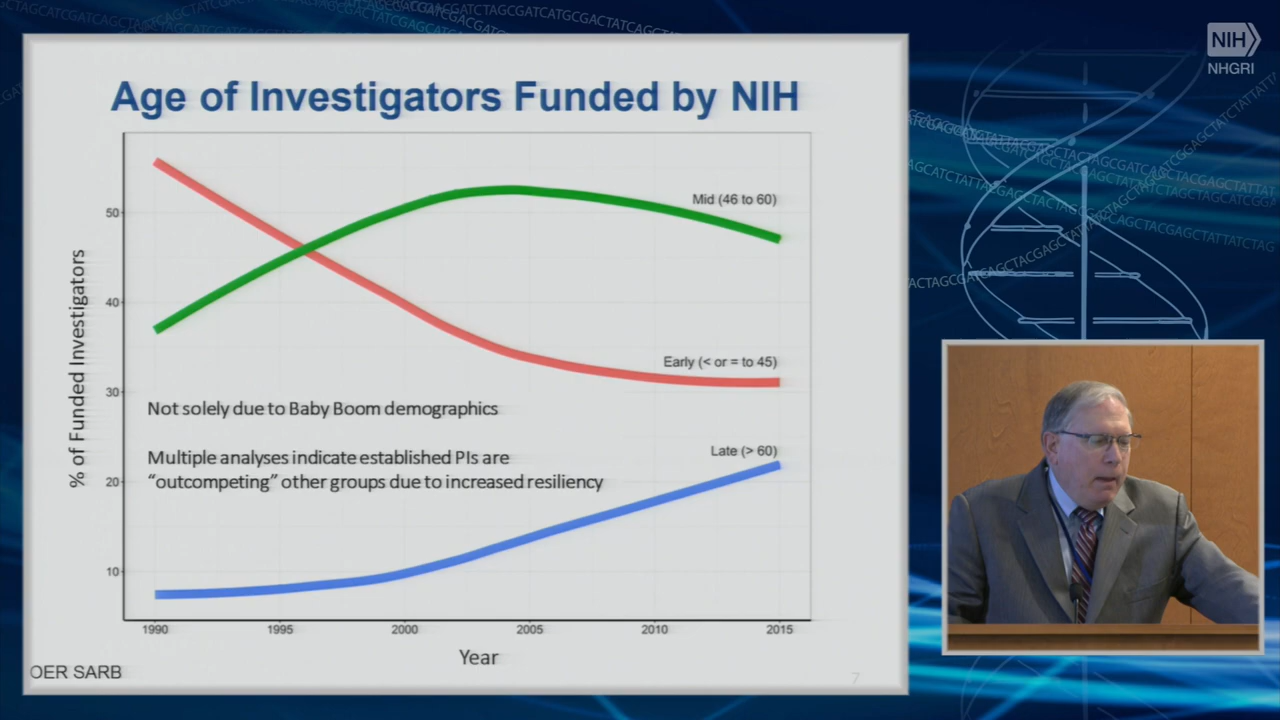 NIH
NHGRI
Age of Investigators Funded by NIH
% of Funded Investigators
50
40
30
20
10
Mid (46 to 60)
Early (< or = to 45)
Not solely due to Baby Boom demographics
Late (> 60)
Multiple analyses indicate established PIs are
"outcompeting" other groups due to increased resiliency
1990 1995 2000 2005 2010 2015
Year
OER SARB
7